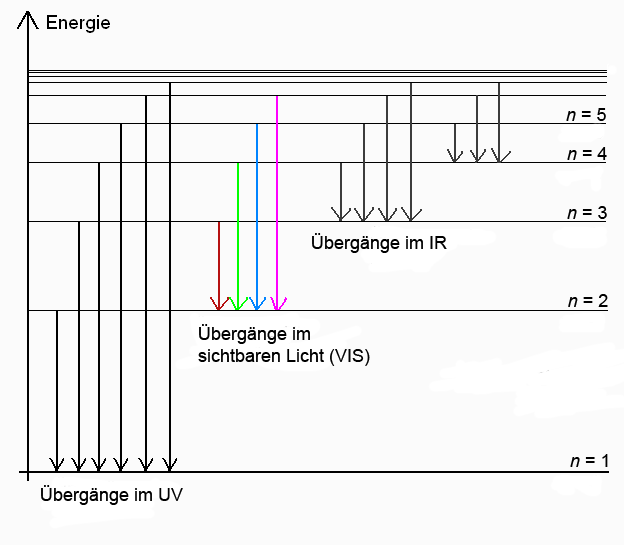 Energie
n = 5
n = 4
n = 3
Übergänge im IR
n = 2
Übergänge im
sichtbaren Licht (VIS)
n = 1
Übergänge im UV